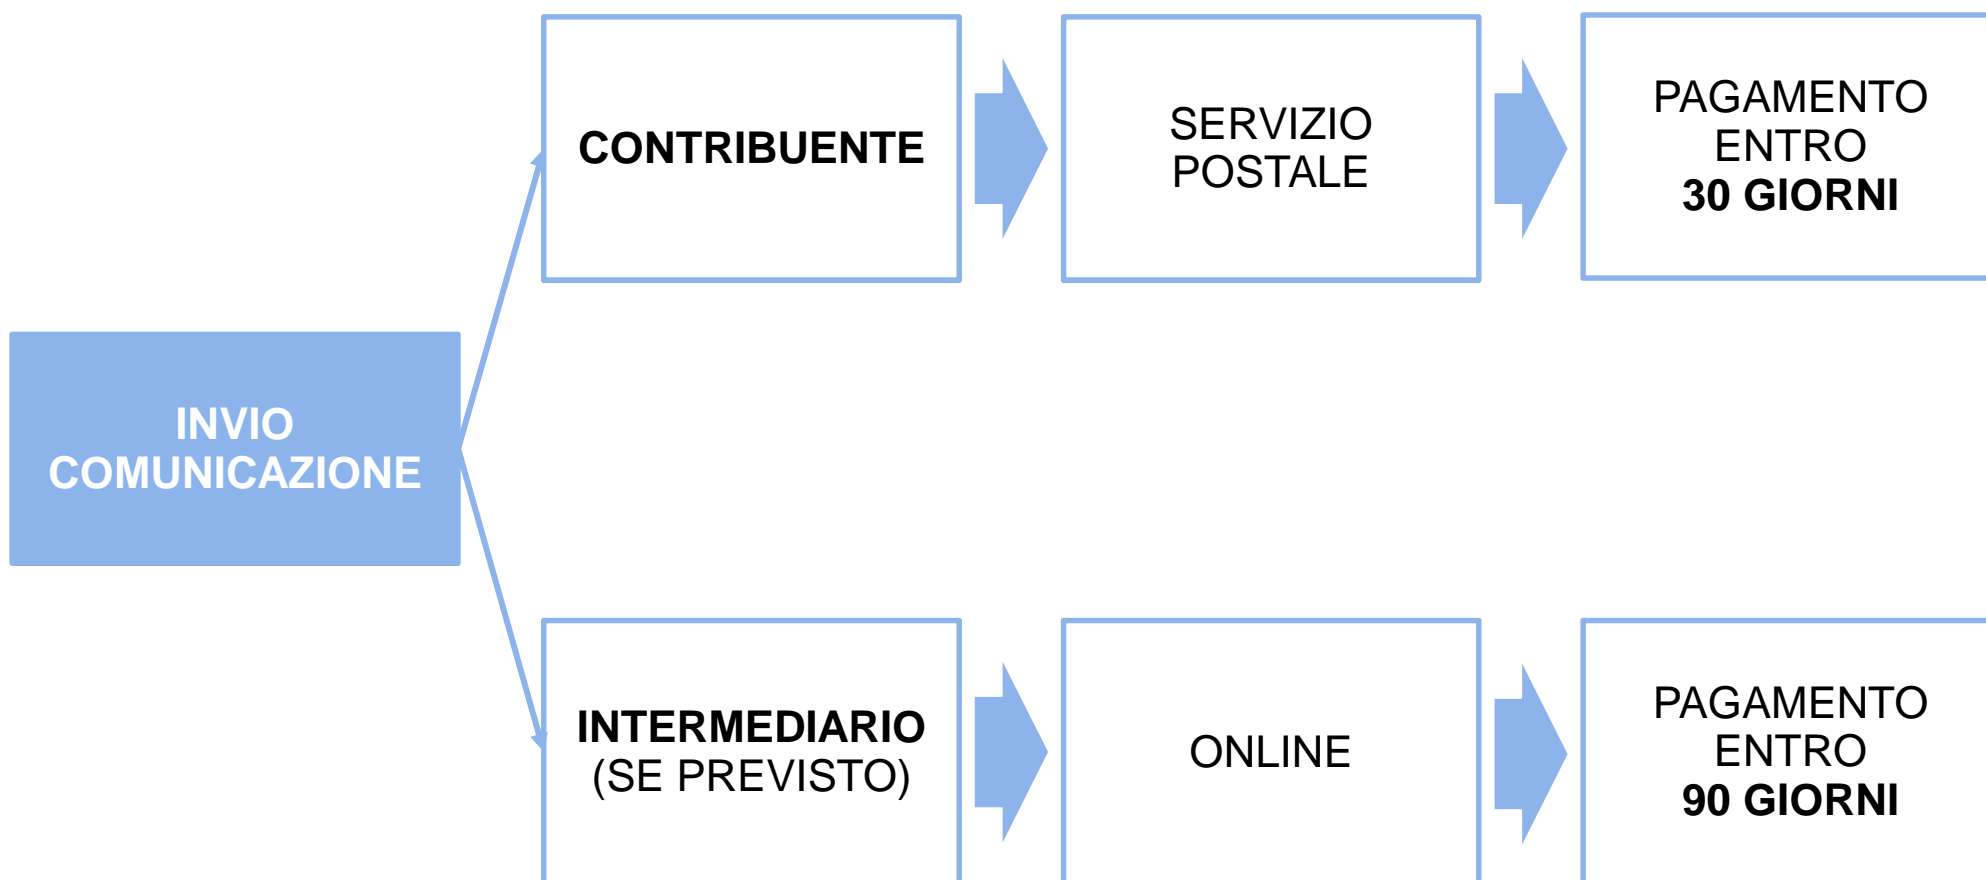 INVIO
COMUNICAZIONE
CONTRIBUENTE
SERVIZIO
POSTALE
PAGAMENTO
ENTRO
30 GIORNI
INTERMEDIARIO
(SE PREVISTO)
ONLINE
PAGAMENTO
ENTRO
90 GIORNI